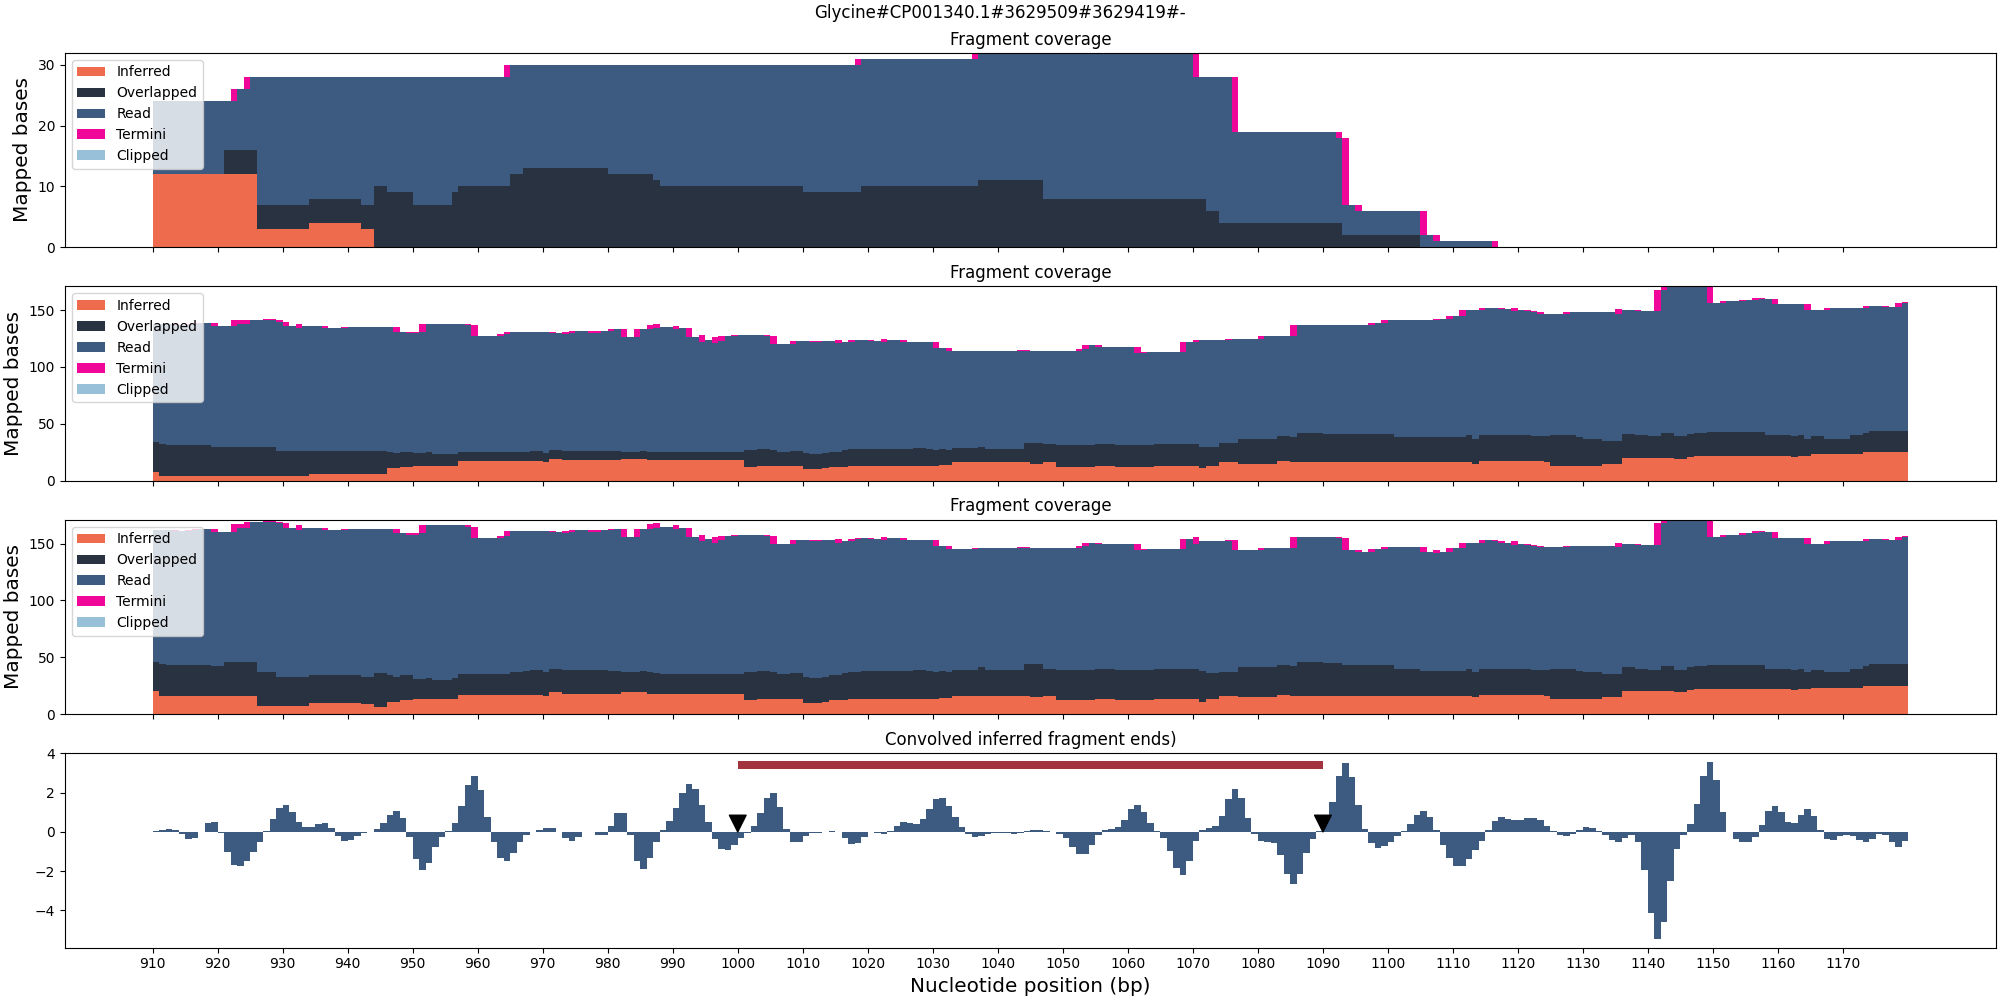 Glycine#CP001340.1#3629509#3629419#-
Fragment coverage
Mapped bases
30
20
10
0
Inferred
Overlapped
Read
Termini
Clipped
Fragment coverage
Mapped bases
150
100
50
0
Inferred
Overlapped
Read
Termini
Clipped
Fragment coverage
Mapped bases
150
100
50
0
Inferred
Overlapped
Read
Termini
Clipped
Convolved inferred fragment ends)
4
2
0
−2
−4
910 920 930 940 950 960 970 980 990 1000 1010 1020 1030 1040 1050 1060 1070 1080 1090 1100 1110 1120 1130 1140 1150 1160 1170
Nucleotide position (bp)